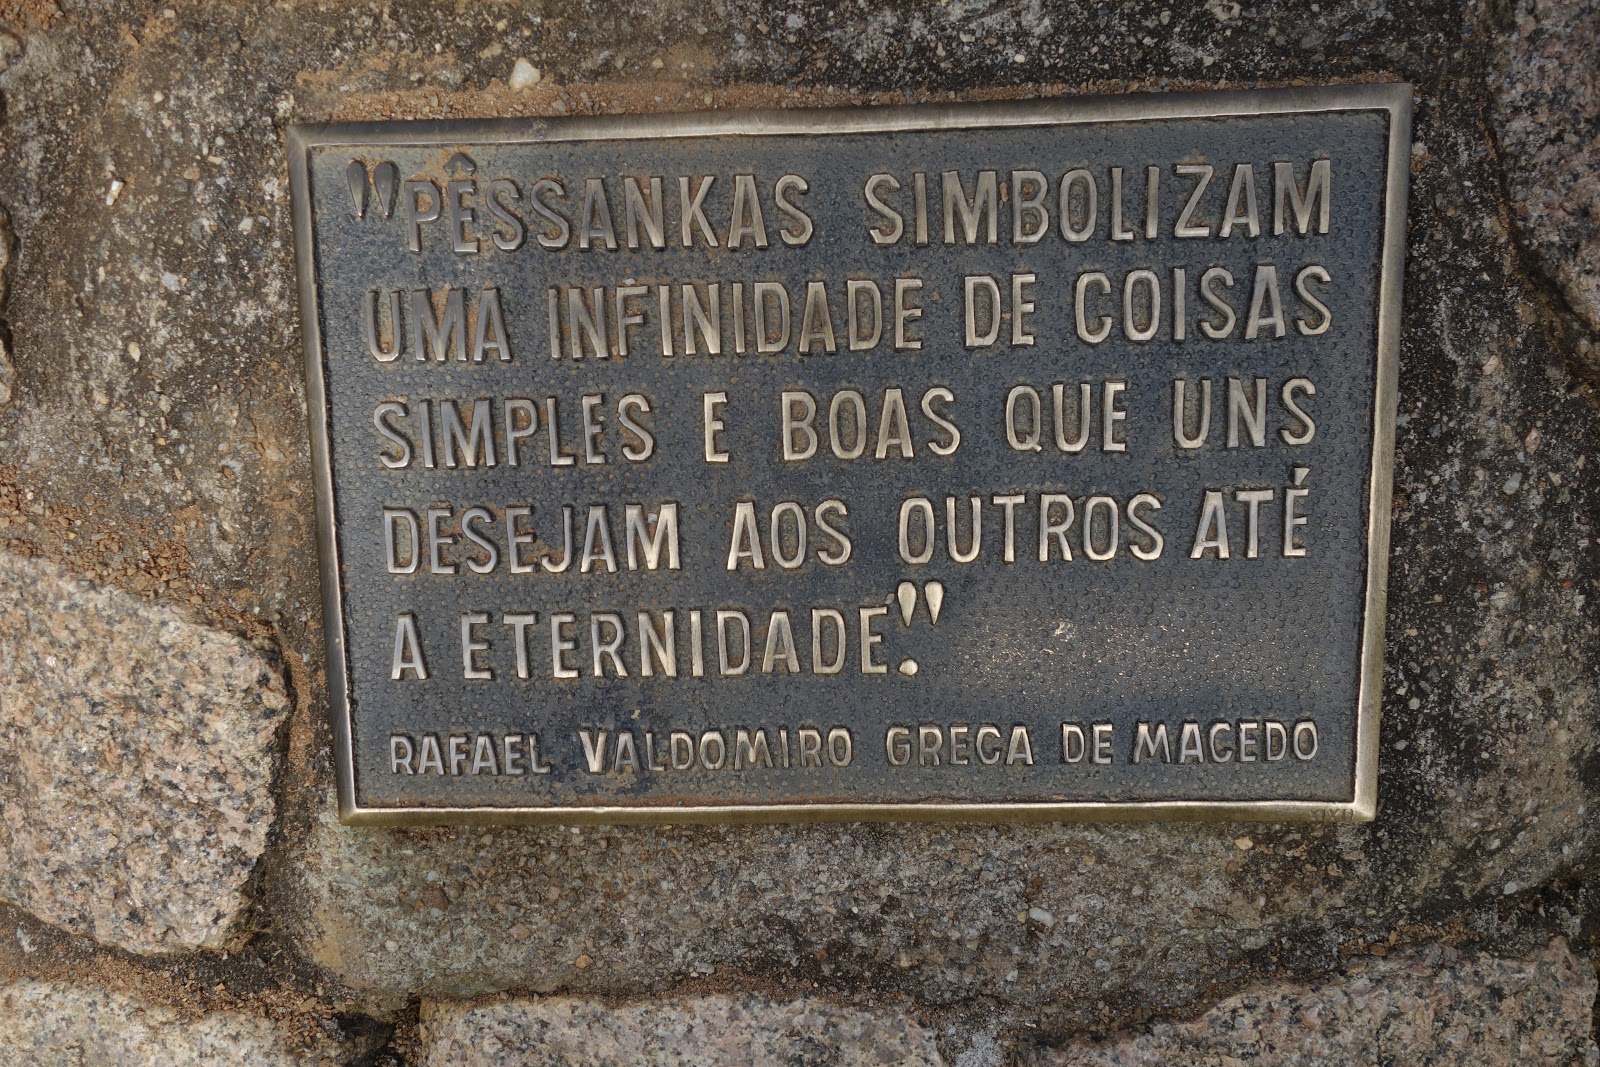 "PÊSSANKAS SIMBOLIZAM
UMA INFINIDADE DE COISAS
SIMPLES E BOAS QUE UNS
DESEJAM AOS OUTROS ATÉ
A ETERNIDADE."
RAFAEL VALDOMIRO GRECA DE MACEDO